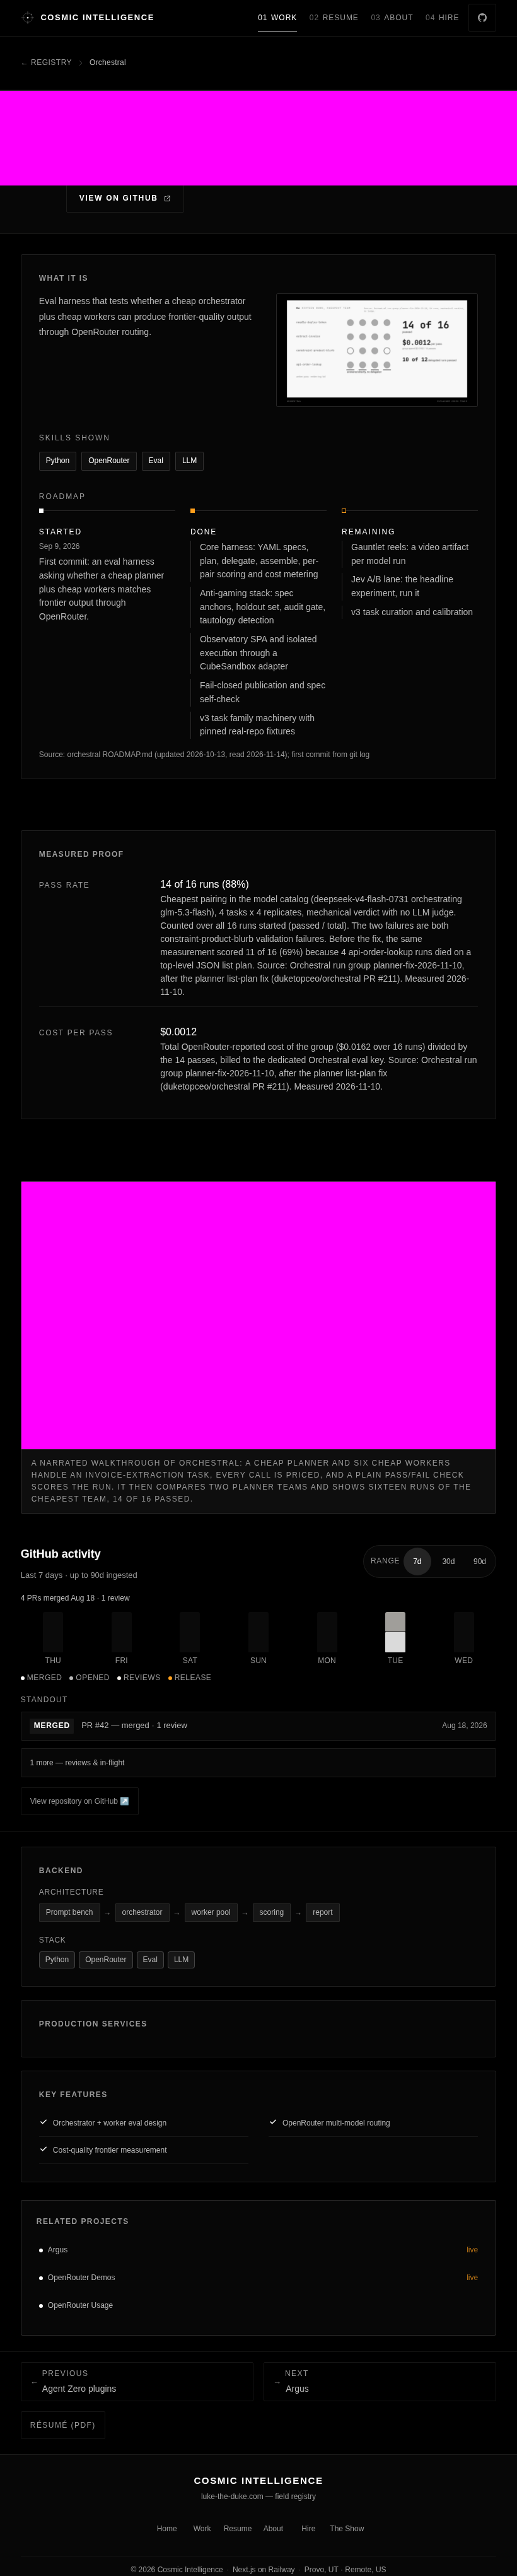 COSMIC INTELLIGENCE
01 WORK 02 RESUME 03 ABOUT 04 HIRE
← REGISTRY › Orchestral
VIEW ON GITHUB
WHAT IT IS
Eval harness that tests whether a cheap orchestrator
plus cheap workers can produce frontier-quality output
through OpenRouter routing.
14 of 16
$0.0012
10 of 12
SKILLS SHOWN
Python OpenRouter Eval LLM
ROADMAP
STARTED
Sep 9, 2026
First commit: an eval harness
asking whether a cheap planner
plus cheap workers matches
frontier output through
OpenRouter.
DONE
Core harness: YAML specs,
plan, delegate, assemble, per-
pair scoring and cost metering
Anti-gaming stack: spec
anchors, holdout set, audit gate,
tautology detection
Observatory SPA and isolated
execution through a
CubeSandbox adapter
Fail-closed publication and spec
self-check
v3 task family machinery with
pinned real-repo fixtures
REMAINING
Gauntlet reels: a video artifact
per model run
Jev A/B lane: the headline
experiment, run it
v3 task curation and calibration
Source: orchestral ROADMAP.md (updated 2026-10-13, read 2026-11-14); first commit from git log
MEASURED PROOF
PASS RATE
14 of 16 runs (88%)
Cheapest pairing in the model catalog (deepseek-v4-flash-0731 orchestrating
glm-5.3-flash), 4 tasks x 4 replicates, mechanical verdict with no LLM judge.
Counted over all 16 runs started (passed / total). The two failures are both
constraint-product-blurb validation failures. Before the fix, the same
measurement scored 11 of 16 (69%) because 4 api-order-lookup runs died on a
top-level JSON list plan. Source: Orchestral run group planner-fix-2026-11-10,
after the planner list-plan fix (duketopceo/orchestral PR #211). Measured 2026-
11-10.
COST PER PASS
$0.0012
Total OpenRouter-reported cost of the group ($0.0162 over 16 runs) divided by
the 14 passes, billed to the dedicated Orchestral eval key. Source: Orchestral run
group planner-fix-2026-11-10, after the planner list-plan fix
(duketopceo/orchestral PR #211). Measured 2026-11-10.
A NARRATED WALKTHROUGH OF ORCHESTRAL: A CHEAP PLANNER AND SIX CHEAP WORKERS
HANDLE AN INVOICE-EXTRACTION TASK, EVERY CALL IS PRICED, AND A PLAIN PASS/FAIL CHECK
SCORES THE RUN. IT THEN COMPARES TWO PLANNER TEAMS AND SHOWS SIXTEEN RUNS OF THE
CHEAPEST TEAM, 14 OF 16 PASSED.
GitHub activity
RANGE 7d 30d 90d
Last 7 days · up to 90d ingested
4 PRs merged Aug 18 · 1 review
THU FRI SAT SUN MON TUE WED
MERGED OPENED REVIEWS RELEASE
STANDOUT
MERGED PR #42 — merged · 1 review Aug 18, 2026
1 more — reviews & in-flight
View repository on GitHub ↗
BACKEND
ARCHITECTURE
Prompt bench → orchestrator → worker pool → scoring → report
STACK
Python OpenRouter Eval LLM
PRODUCTION SERVICES
KEY FEATURES
Orchestrator + worker eval design
OpenRouter multi-model routing
Cost-quality frontier measurement
RELATED PROJECTS
Argus live
OpenRouter Demos live
OpenRouter Usage
← PREVIOUS
Agent Zero plugins
→ NEXT
Argus
RÉSUMÉ (PDF)
COSMIC INTELLIGENCE
luke-the-duke.com — field registry
Home Work Resume About Hire The Show
© 2026 Cosmic Intelligence · Next.js on Railway · Provo, UT · Remote, US